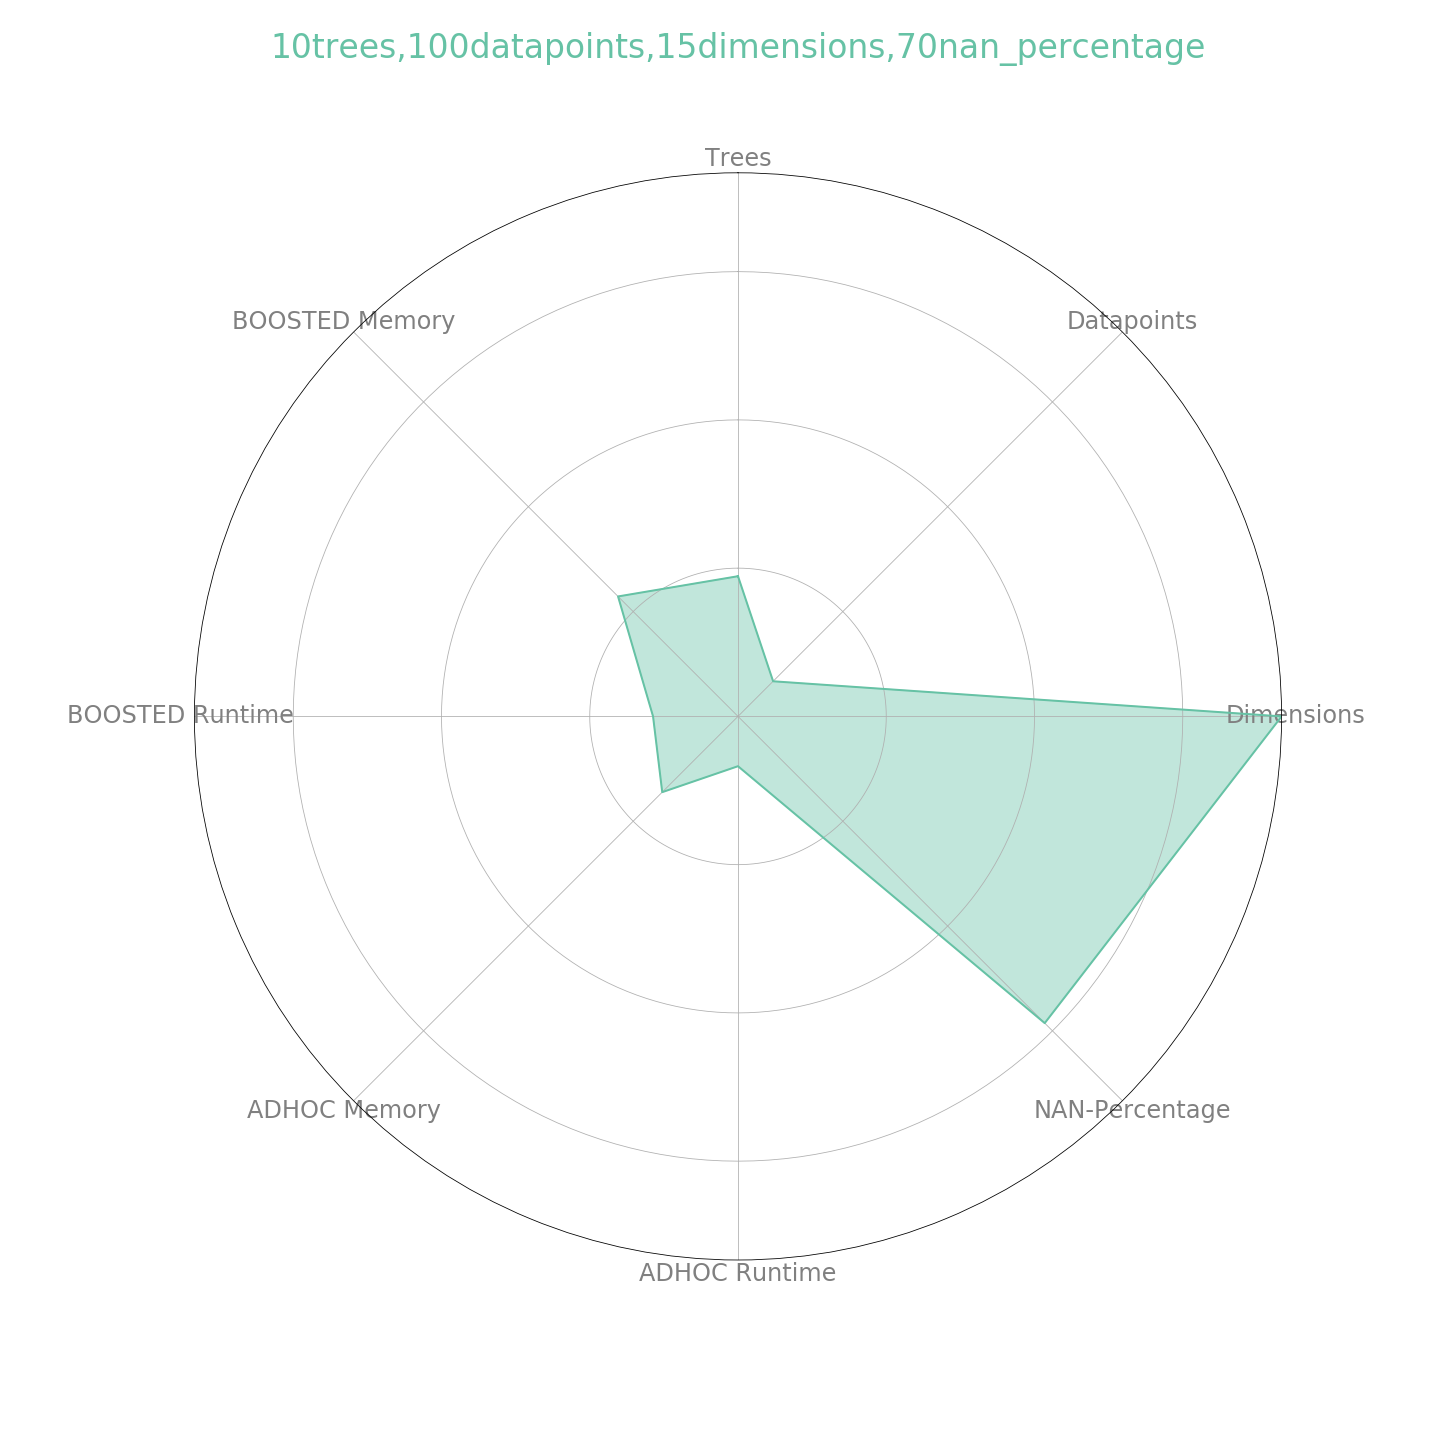 10trees,100datapoints,15dimensions,70nan_percentage
Trees
BOOSTED Memory
Datapoints
BOOSTED Runtime
Dimensions
ADHOC Memory
NAN-Percentage
ADHOC Runtime